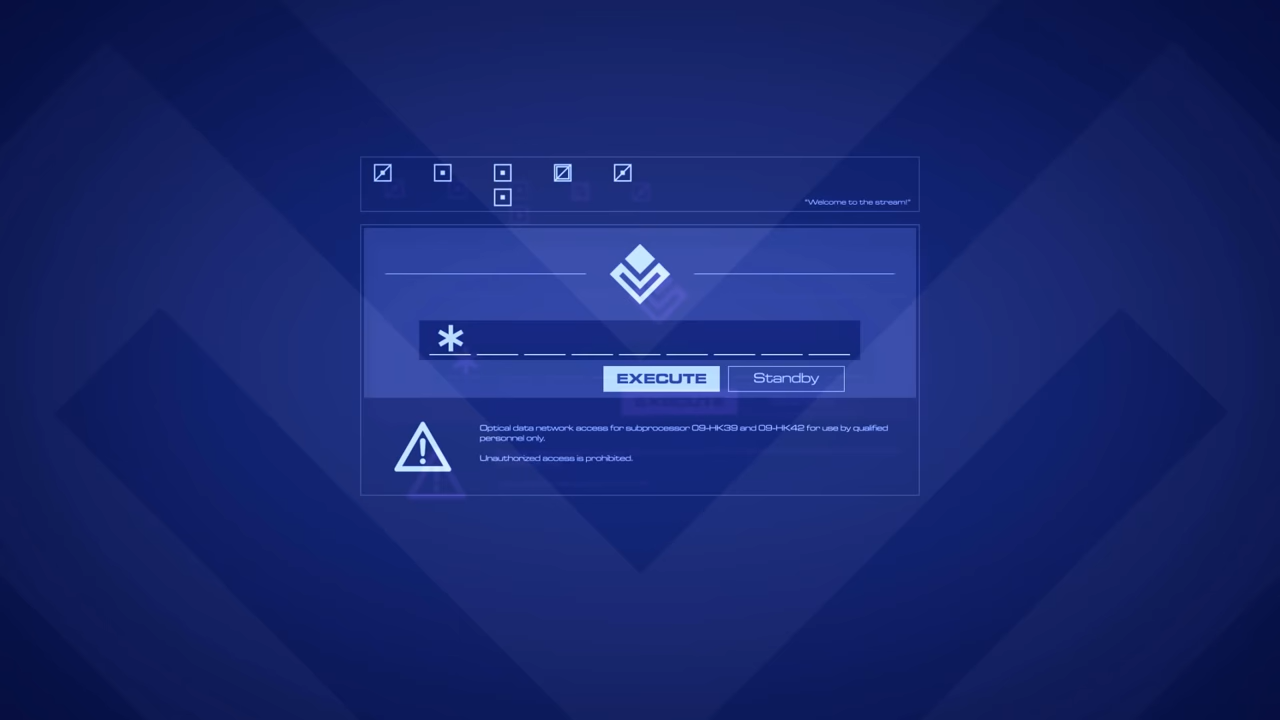 "Welcome to the stream!"
*
EXECUTE
Standby
Optical data network access for subprocessor 09-HK39 and 09-HK42 for use by qualified
personnel only.
Unauthorized access is prohibited.